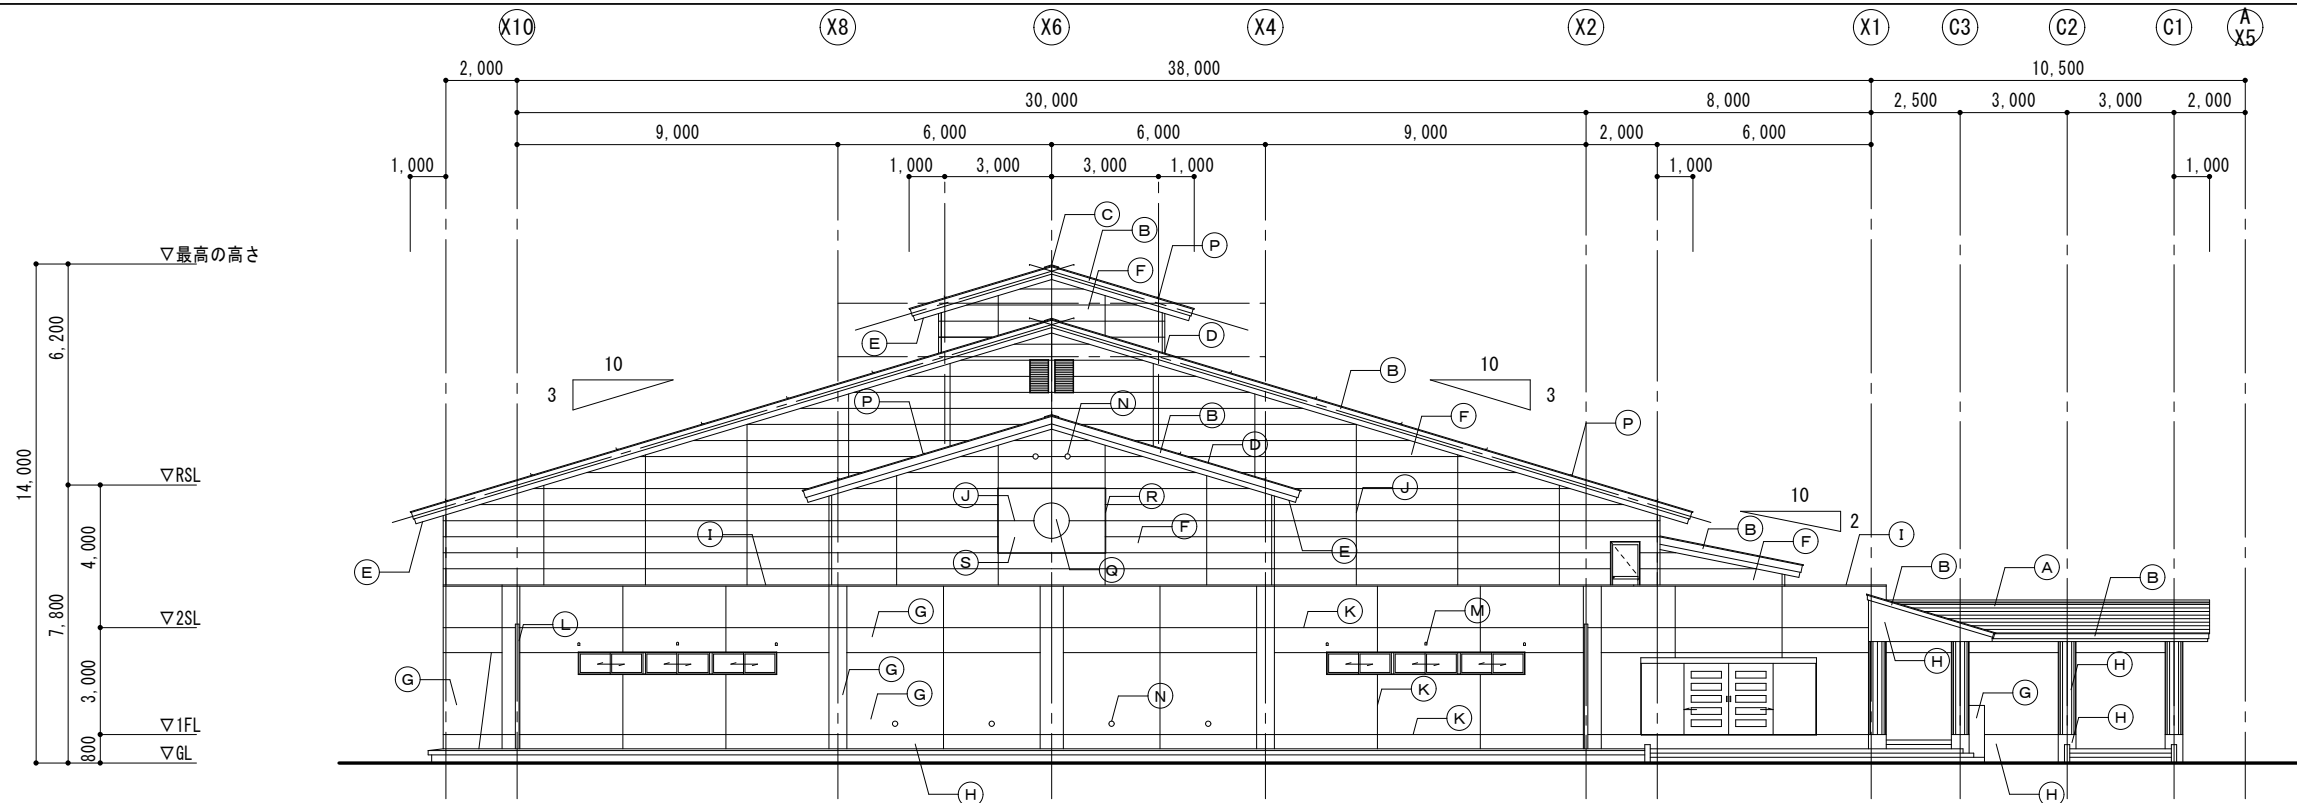 X10 X8 X6 X4 X2 X1 C3 C2 C1 A
X5
2,000 38,000 10,500
30,000 8,000 2,500 3,000 3,000 2,000
9,000 6,000 6,000 9,000 2,000 6,000
1,000 1,000 3,000 3,000 1,000 1,000 1,000
C
B
P
▽最高の高さ
F
E D
6,200
10 10
3 3
B
P N B F P
D
14,000
▽RSL
J R J
10
2
I F B F I
4,000
S Q E
E
B A B
7,800
▽2SL
L G K M
H H
G G
3,000
G N K G
K H
▽1FL
800
▽GL
H H